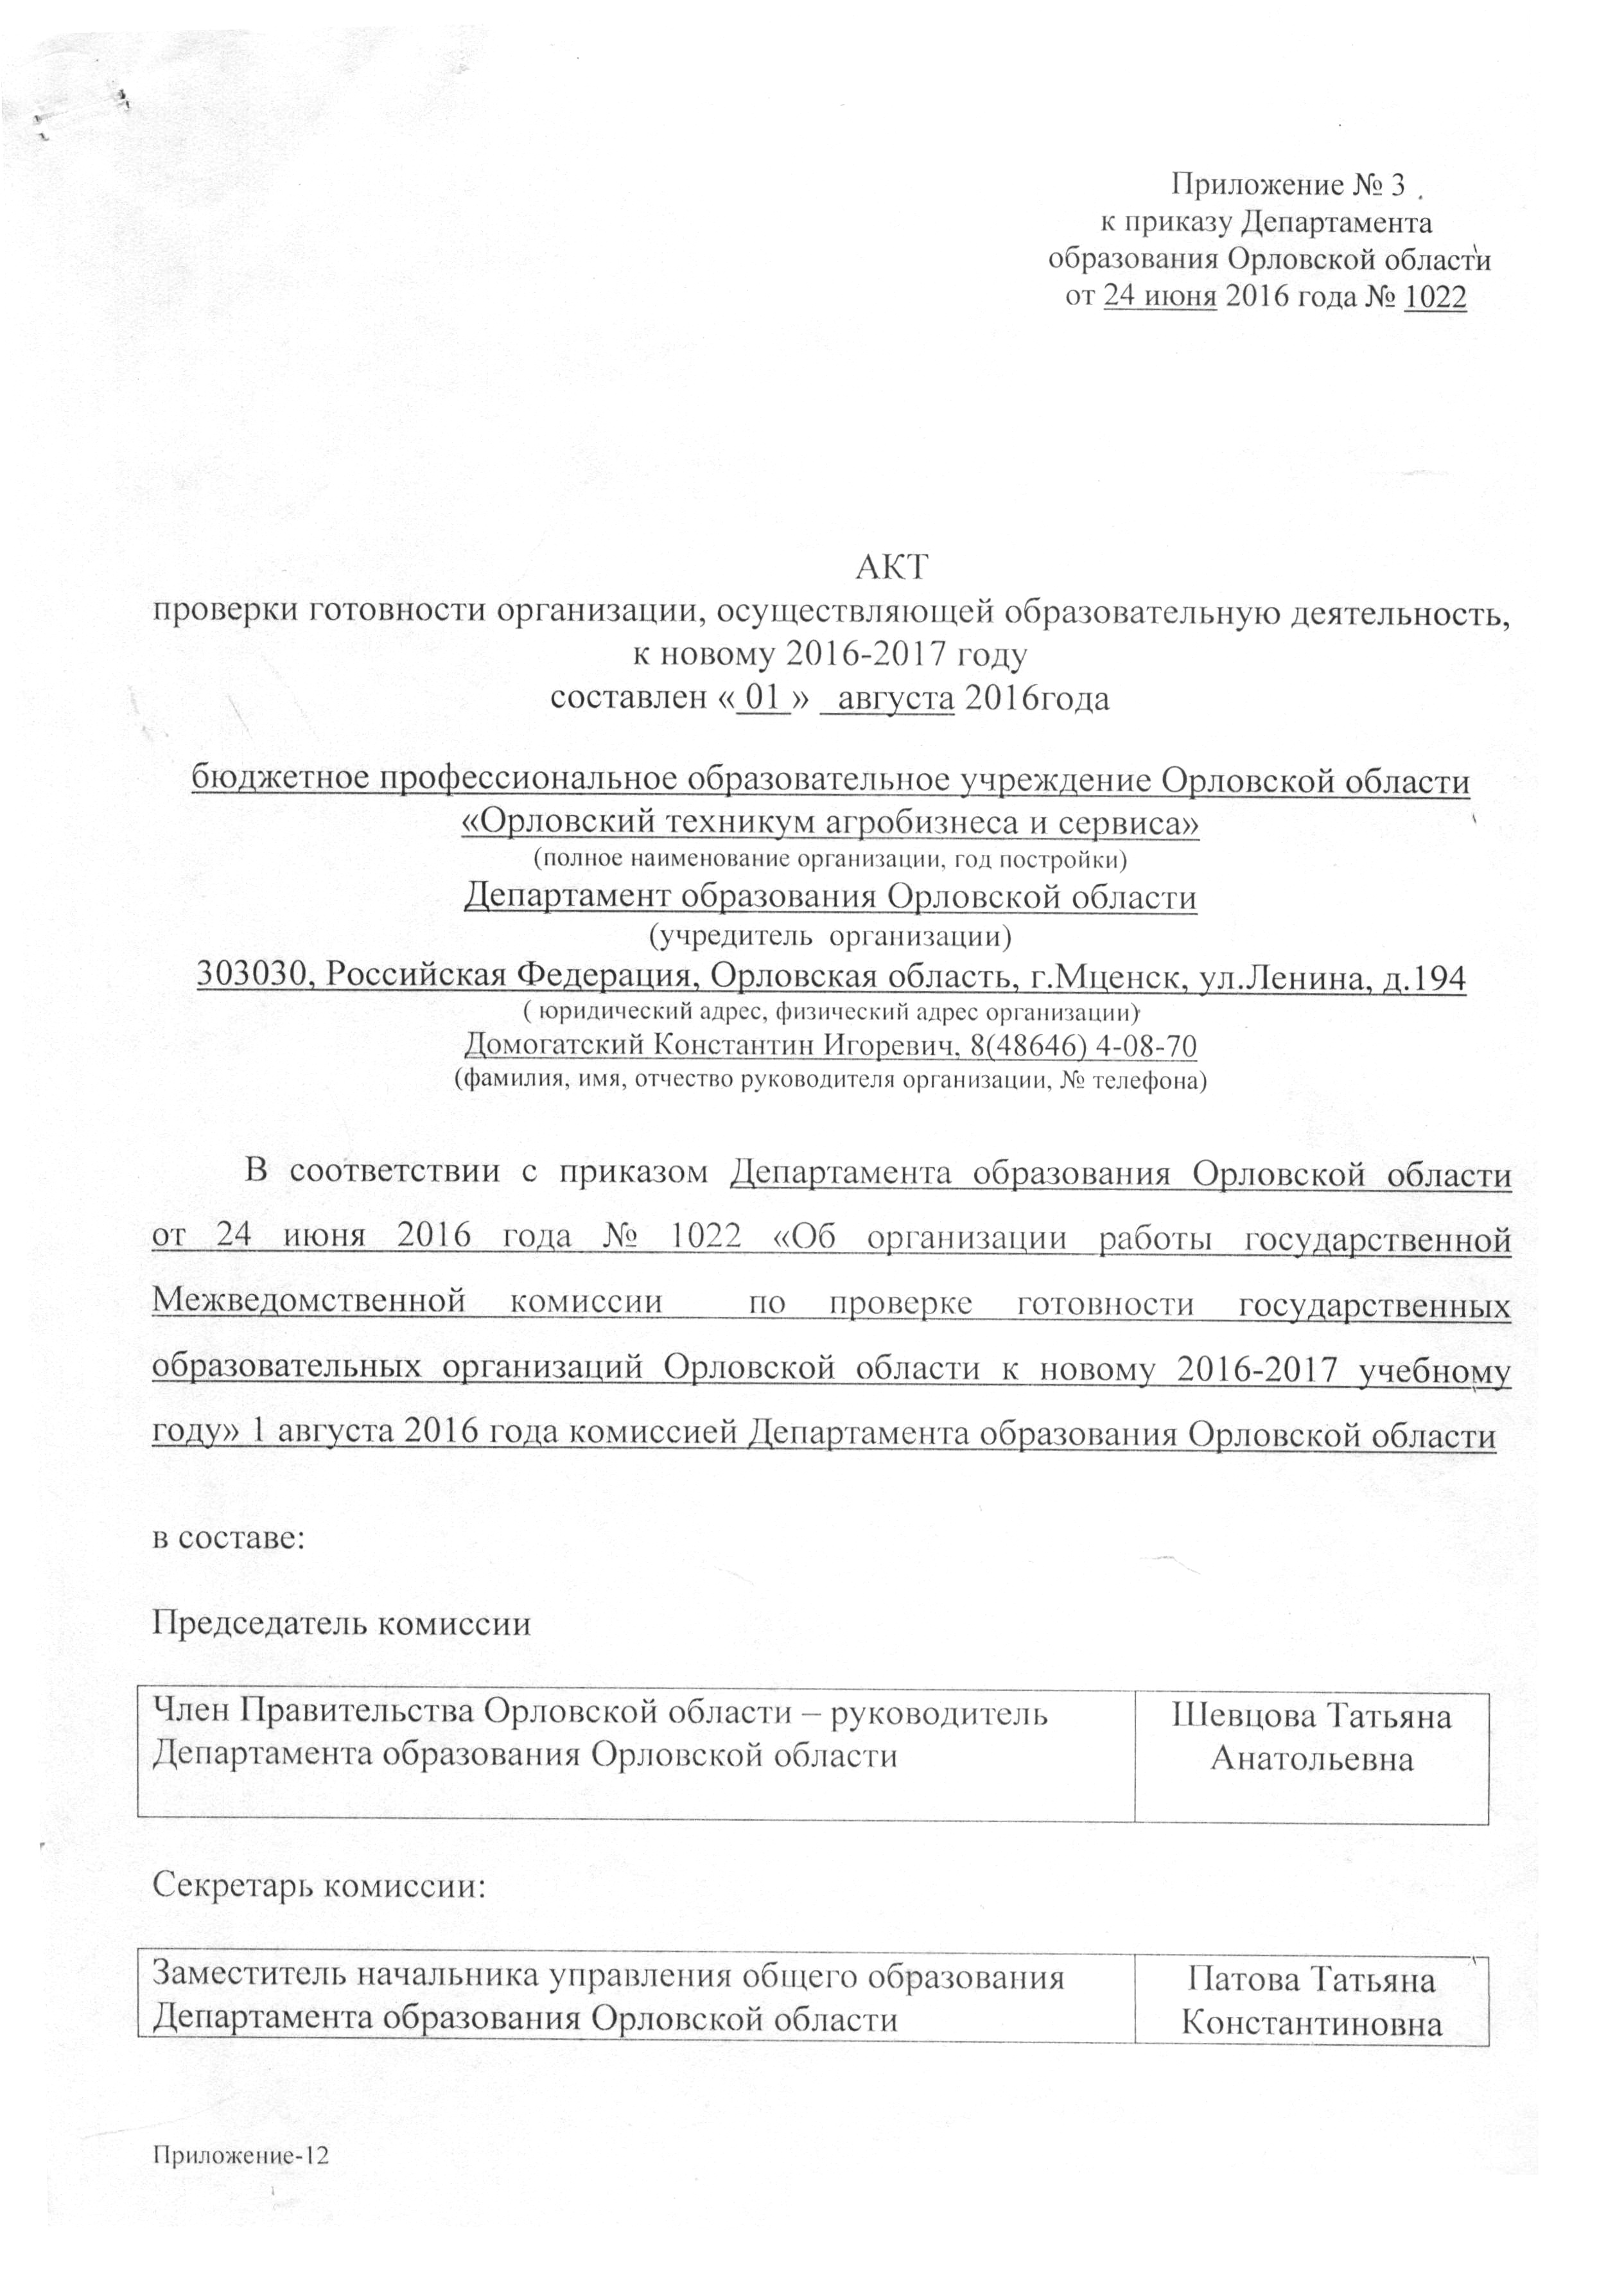 Приложение № 3
к приказу Департамента
образования Орловской области
от 24 июня 2016 года № 1022
АКТ
проверки готовности организации, осуществляющей образовательную деятельность,
к новому 2016-2017 году
составлен « 01 » августа 2016года
бюджетное профессиональное образовательное учреждение Орловской области
«Орловский техникум агробизнеса и сервиса»
(полное наименование организации, год постройки)
Департамент образования Орловской области
(учредитель организации)
303030, Российская Федерация, Орловская область, г.Мценск, ул.Ленина, д.194
( юридический адрес, физический адрес организации)
Домогатский Константин Игоревич, 8(48646) 4-08-70
(фамилия, имя, отчество руководителя организации, № телефона)
В соответствии с приказом Департамента образования Орловской области
от 24 июня 2016 года № 1022 «Об организации работы государственной
Межведомственной комиссии по проверке готовности государственных
образовательных организаций Орловской области к новому 2016-2017 учебному
году» 1 августа 2016 года комиссией Департамента образования Орловской области
в составе:
Председатель комиссии
Член Правительства Орловской области – руководитель Шевцова Татьяна
Департамента образования Орловской области Анатольевна
Секретарь комиссии:
Заместитель начальника управления общего образования Патова Татьяна
Департамента образования Орловской области Константиновна
Приложение-12